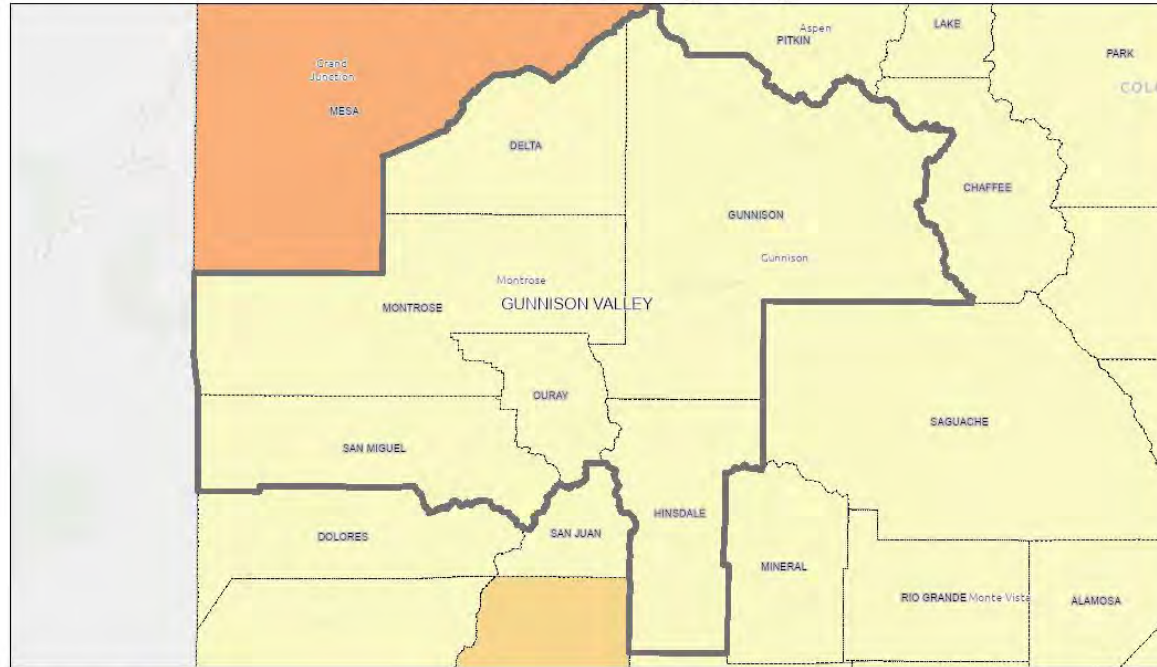 Aspen
PITKIN
LAKE
PARK
COLO
Grand
Junction
MESA
DELTA
CHAFFEE
GUNNISON
Gunnison
Montrose
MONTROSE
GUNNISON VALLEY
OURAY
SAGUACHE
SAN MIGUEL
HINSDALE
DOLORES
SAN JUAN
MINERAL
RIO GRANDE
Monte Vista
ALAMOSA